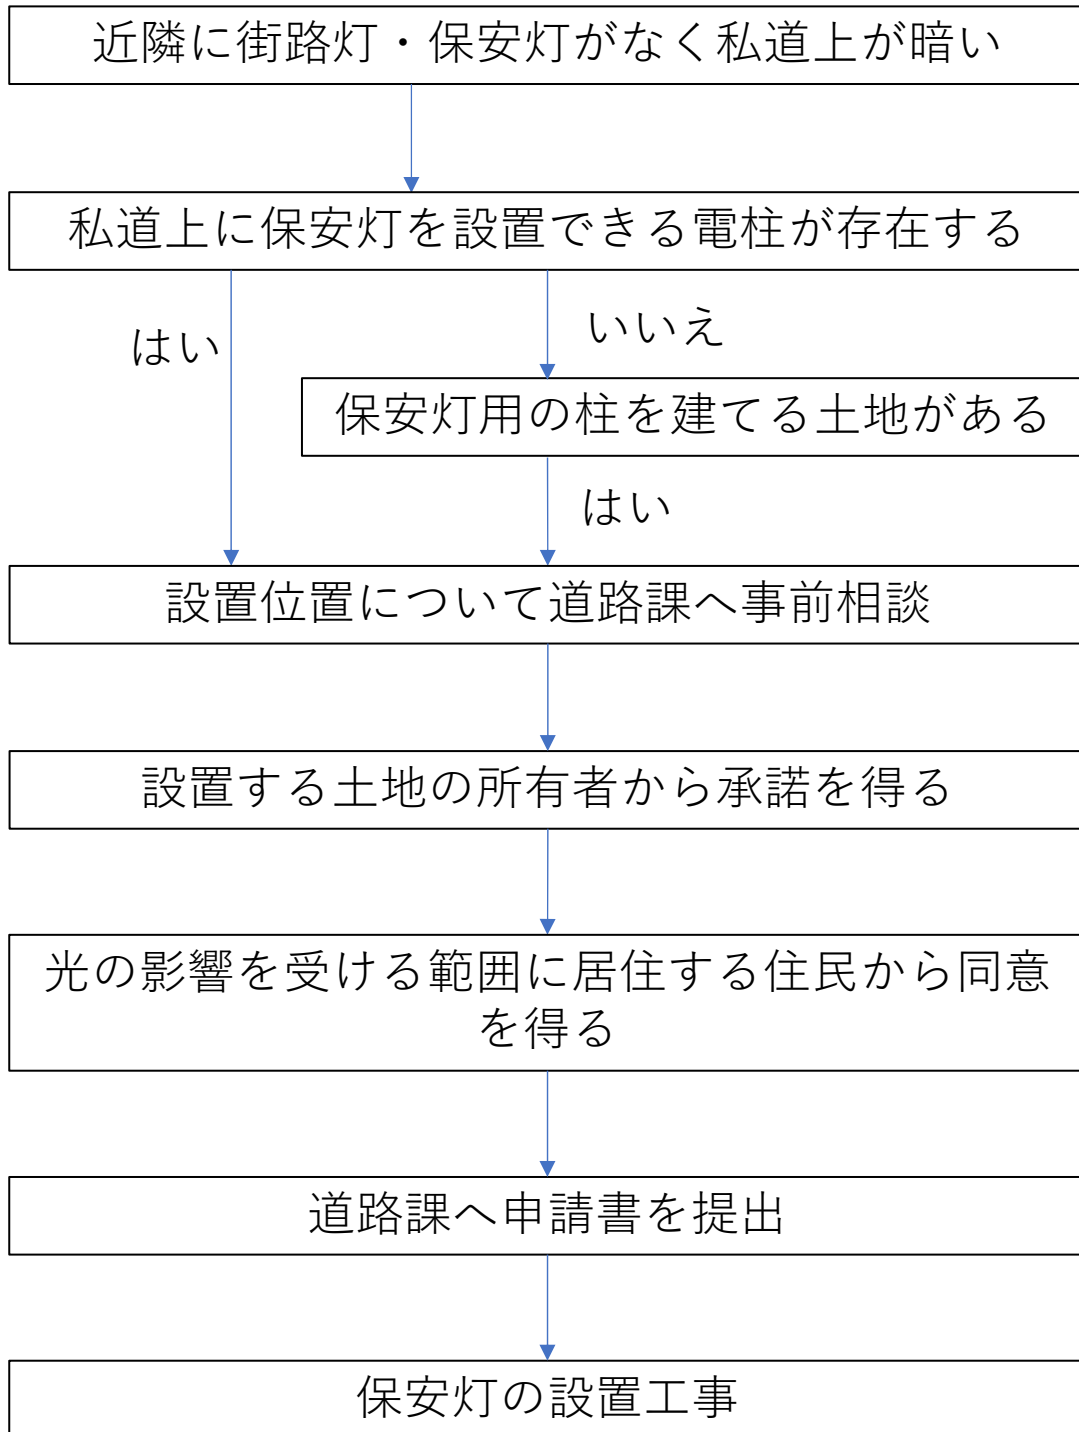 近隣に街路灯・保安灯がなく私道上が暗い
私道上に保安灯を設置できる電柱が存在する
はい
いいえ
保安灯用の柱を建てる土地がある
はい
設置位置について道路課へ事前相談
設置する土地の所有者から承諾を得る
光の影響を受ける範囲に居住する住民から同意
を得る
道路課へ申請書を提出
保安灯の設置工事